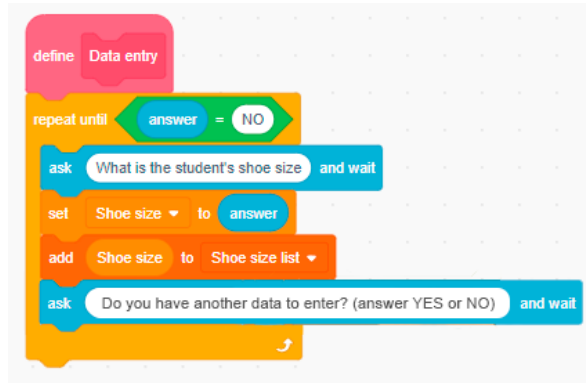 define Data entry
repeat until answer = NO
ask What is the student's shoe size and wait
set Shoe size to answer
add Shoe size to Shoe size list
ask Do you have another data to enter? (answer YES or NO) and wait